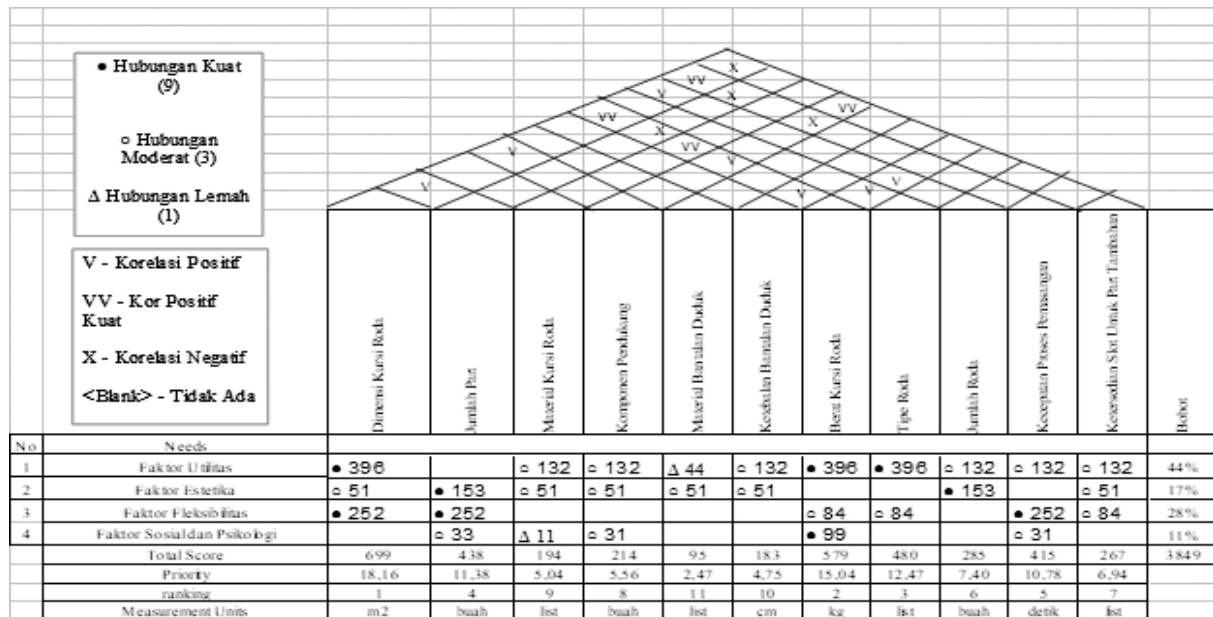 • Hubungan Kuat
(9)
○ Hubungan
Moderat (3)
Δ Hubungan Lemah
(1)
V - Korelasi Positif
VV - Kor Positif
Kuat
X - Korelasi Negatif
<Blank> - Tidak Ada
X
VV
V
X
VV
VV
X
X
VV
V
V
V
V
V
V
Dimensi Kursi Roda
Jumlah Part
Material Kursi Roda
Komponen Pendukung
Material Bantalan Duduk
Ketebalan Bantalan Duduk
Berat Kursi Roda
Tipe Roda
Jumlah Roda
Kecepatan Proses Pemasangan
Ketersedian Slot Untuk Part Tambahan
Bobot
No Needs
1 Faktor Utilitas • 396 ○ 132 ○ 132 Δ 44 ○ 132 • 396 • 396 ○ 132 ○ 132 ○ 132 44%
2 Faktor Estetika ○ 51 • 153 ○ 51 ○ 51 ○ 51 ○ 51 • 153 ○ 51 17%
3 Faktor Fleksibilitas • 252 • 252 ○ 84 ○ 84 • 252 ○ 84 28%
4 Faktor Sosial dan Psikologi ○ 33 Δ 11 ○ 31 • 99 ○ 31 11%
Total Score 699 438 194 214 95 183 579 480 285 415 267 3849
Priority 18,16 11,38 5,04 5,56 2,47 4,75 15,04 12,47 7,40 10,78 6,94
ranking 1 4 9 8 11 10 2 3 6 5 7
Measurement Units m2 buah list buah list cm kg list buah detik list